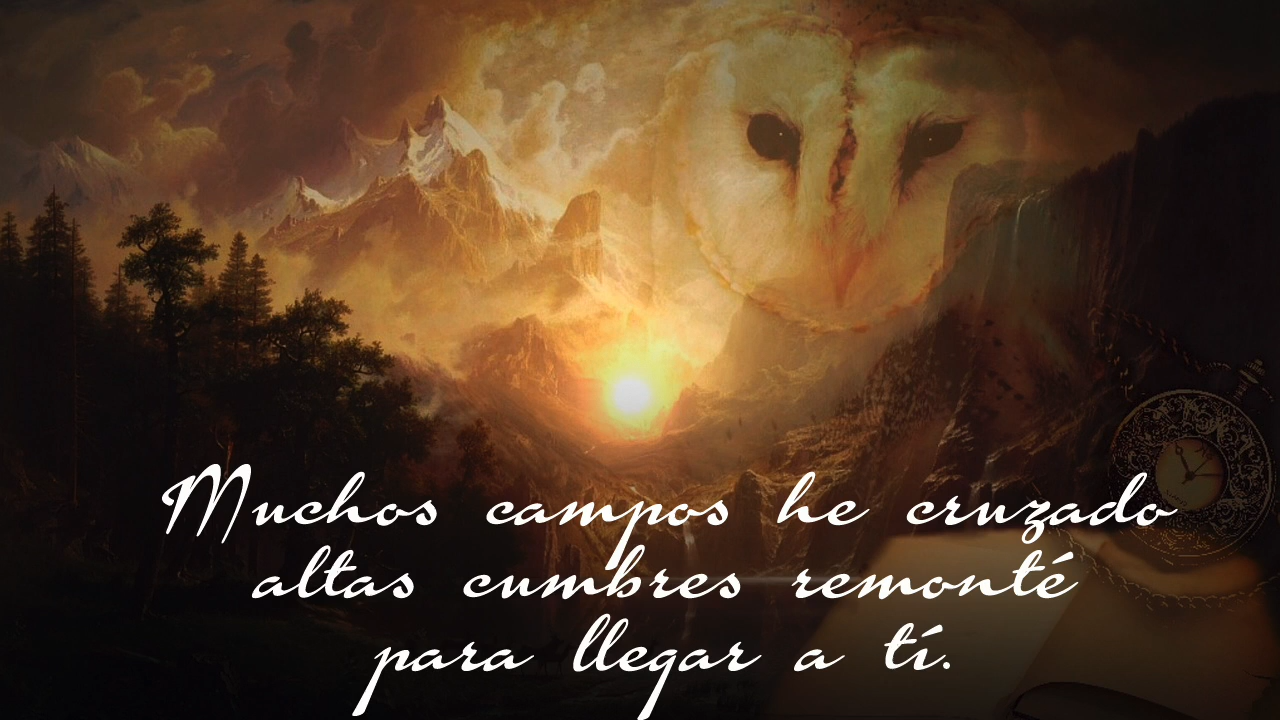 Muchos campos he cruzado
altas cumbres remonté
para llegar a tí.